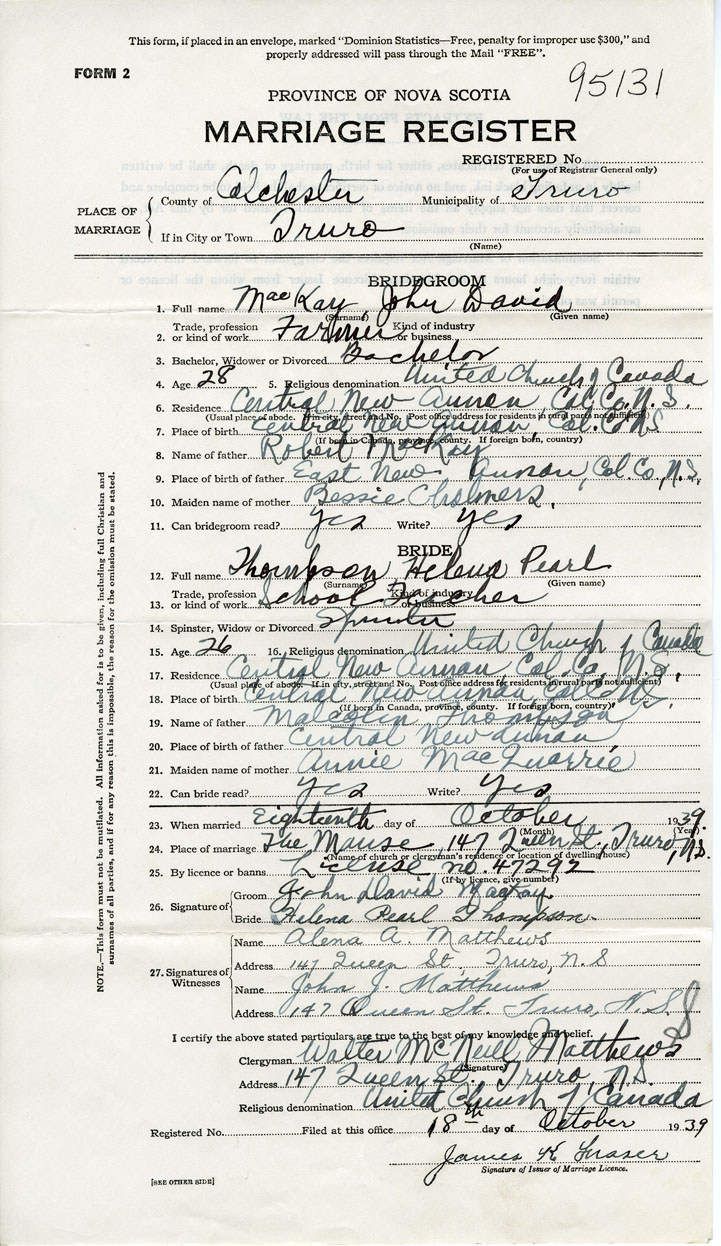 This form, if placed in an envelope, marked “Dominion Statistics—Free, penalty for improper use $300,” and
properly addressed will pass through the Mail “FREE”.
FORM 2
95131
PROVINCE OF NOVA SCOTIA
MARRIAGE REGISTER
REGISTERED No.
(For use of Registrar General only)
PLACE OF MARRIAGE
County of Colchester Municipality of Truro
If in City or Town Truro
(Name)
BRIDEGROOM
1. Full name MacKay, John David
(Surname) (Given name)
2. Trade, profession or kind of work Farmer Kind of industry or business
3. Bachelor, Widower or Divorced Bachelor
4. Age 28 5. Religious denomination United Church of Canada
6. Residence Central New Annan, Col. Co., N.S.
(Usual place of abode. If in city, street and No. Post office address for residents in rural parts not sufficient)
7. Place of birth Central New Annan, Col. Co. N.S.
(If born in Canada, province, county. If foreign born, country)
8. Name of father Robert MacKay
9. Place of birth of father East New Annan, Col. Co., N.S.
10. Maiden name of mother Bessie Chalmers.
11. Can bridegroom read? Yes Write? Yes
BRIDE
12. Full name Thompson, Helena Pearl
(Surname) (Given name)
13. Trade, profession or kind of work School Teacher Kind of industry or business
14. Spinster, Widow or Divorced Spinster
15. Age 26 16. Religious denomination United Church of Canada
17. Residence Central New Annan, Col. Co., N.S.
(Usual place of abode. If in city, street and No. Post office address for residents in rural parts not sufficient)
18. Place of birth Central New Annan, Col. Co. N.S.
(If born in Canada, province, county. If foreign born, country)
19. Name of father Malcolm Thompson
20. Place of birth of father Central New Annan
21. Maiden name of mother Annie MacQuarrie
22. Can bride read? Yes Write? Yes
23. When married Eighteenth day of October 1939.
(Month) (Year)
24. Place of marriage The Manse, 147 Queen St., Truro, N.S.
(Name of church or clergyman's residence or location of dwelling house)
25. By licence or banns License no. 47292
(If by licence, give number)
26. Signature of
Groom John David MacKay
Bride Helena Pearl Thompson
27. Signatures of Witnesses
Name Alena A. Matthews
Address 147 Queen St., Truro, N.S
Name John J. Matthews
Address 147 Queen St. Truro, N.S.
I certify the above stated particulars are true to the best of my knowledge and belief.
Clergyman Walter McNeill Matthews
(Signature)
Address 147 Queen St. Truro, N.S.
Religious denomination United Church of Canada
Registered No. Filed at this office 18th day of October 1939
James K Fraser
Signature of Issuer of Marriage Licence.
[SEE OTHER SIDE]
NOTE.—This form must not be mutilated. All information asked for is to be given, including full Christian and
surnames of all parties, and if for any reason this is impossible, the reason for the omission must be stated.